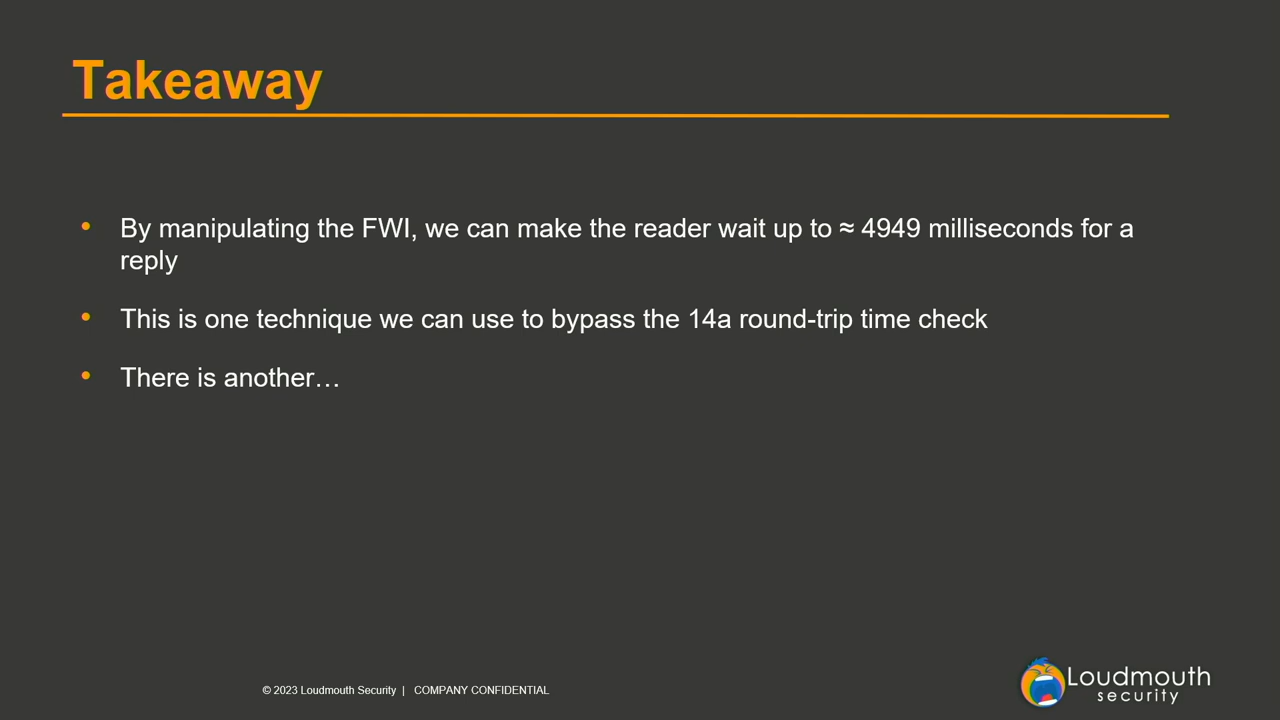 Takeaway
• By manipulating the FWI, we can make the reader wait up to ≈ 4949 milliseconds for a
reply
• This is one technique we can use to bypass the 14a round-trip time check
• There is another…
© 2023 Loudmouth Security | COMPANY CONFIDENTIAL
Loudmouth
security